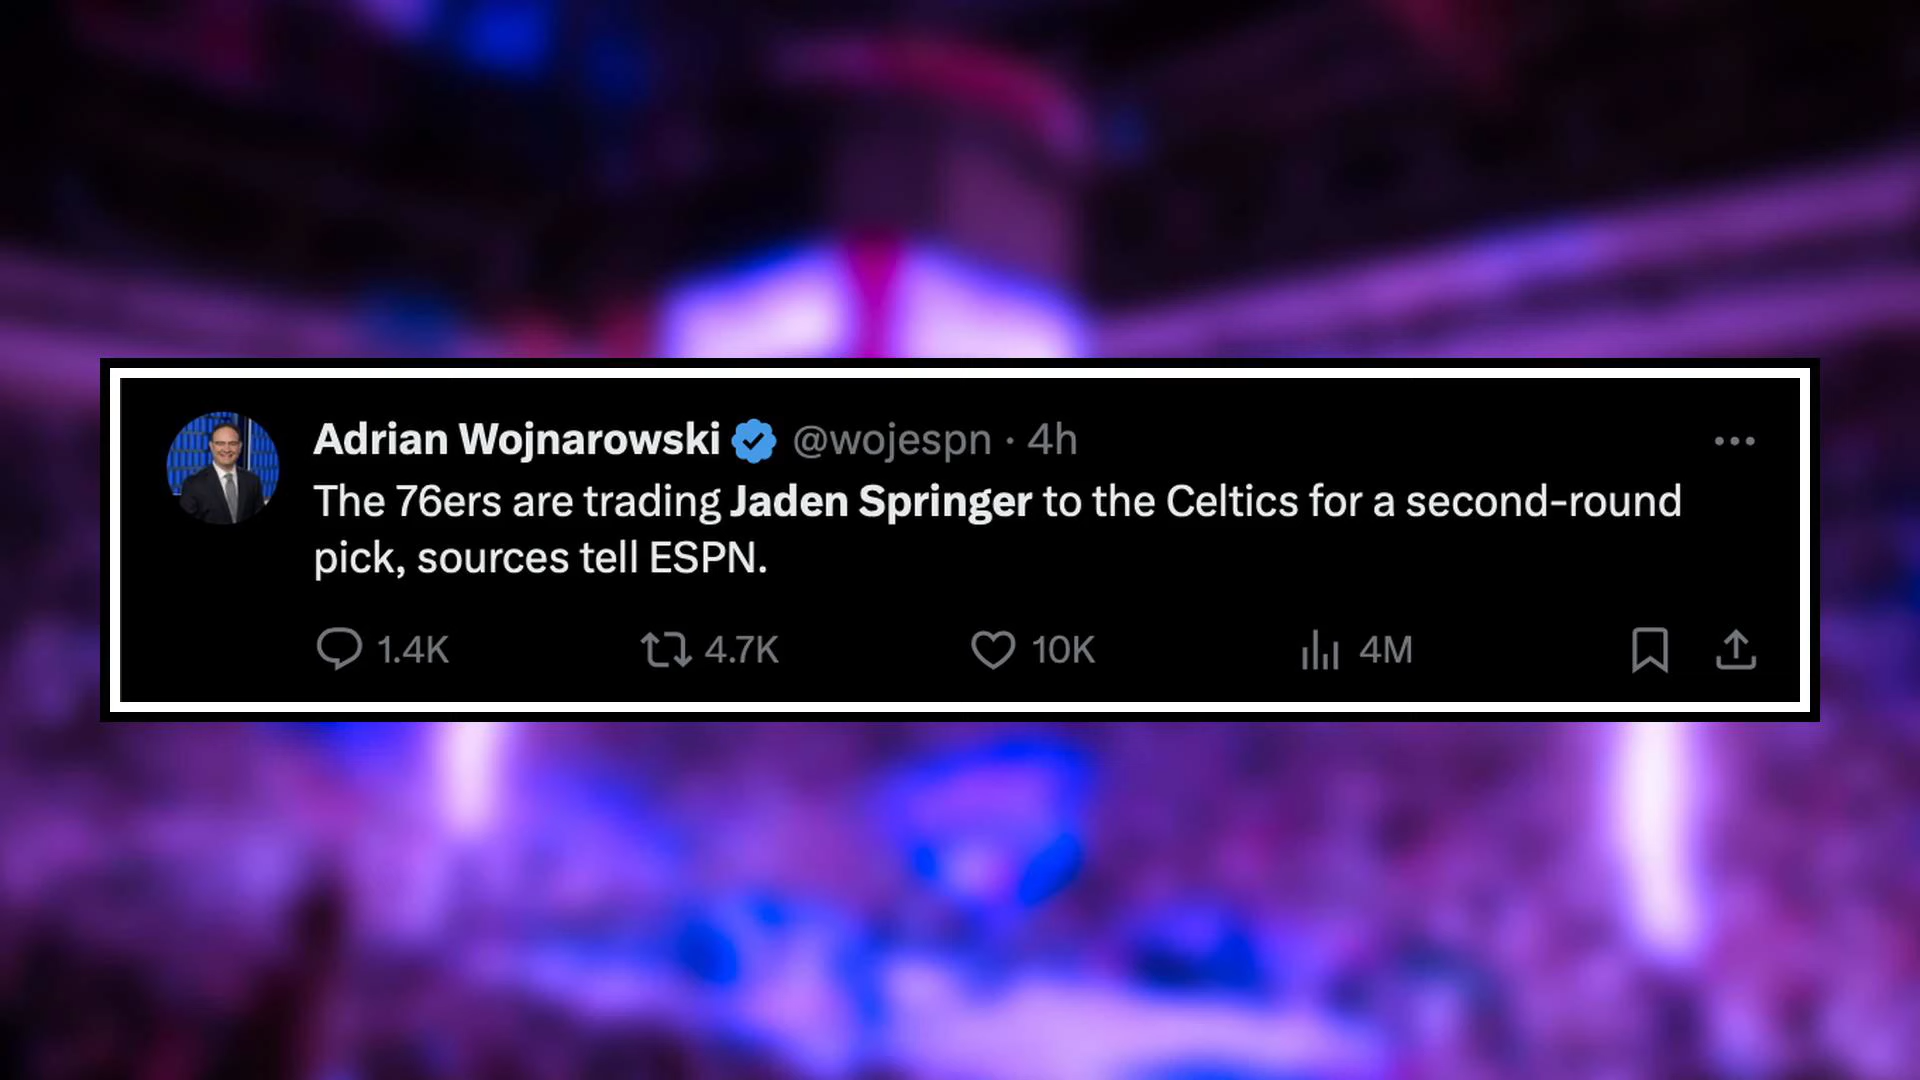 Adrian Wojnarowski @wojespn · 4h
The 76ers are trading Jaden Springer to the Celtics for a second-round
pick, sources tell ESPN.
1.4K 4.7K 10K 4M